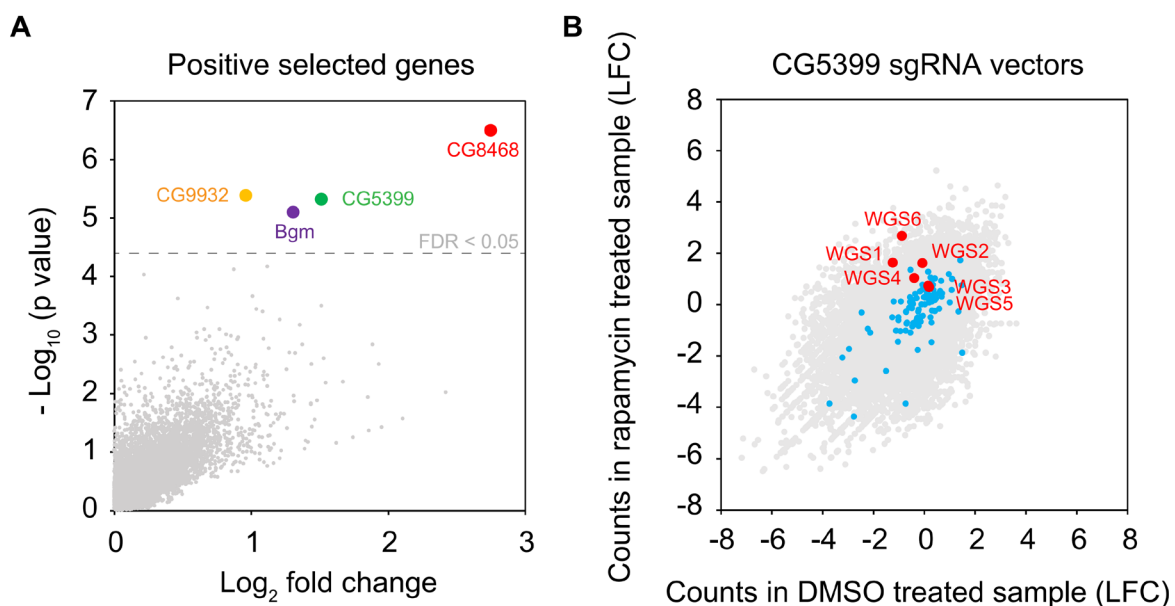 A
Positive selected genes
- Log10 (p value)
7
6
5
4
3
2
1
0
CG8468
CG9932
CG5399
Bgm
FDR < 0.05
0
1
2
3
Log2 fold change
B
CG5399 sgRNA vectors
Counts in rapamycin treated sample (LFC)
8
6
4
2
0
-2
-4
-6
-8
WGS6
WGS1
WGS2
WGS4
WGS3
WGS5
-8 -6 -4 -2 0 2 4 6 8
Counts in DMSO treated sample (LFC)